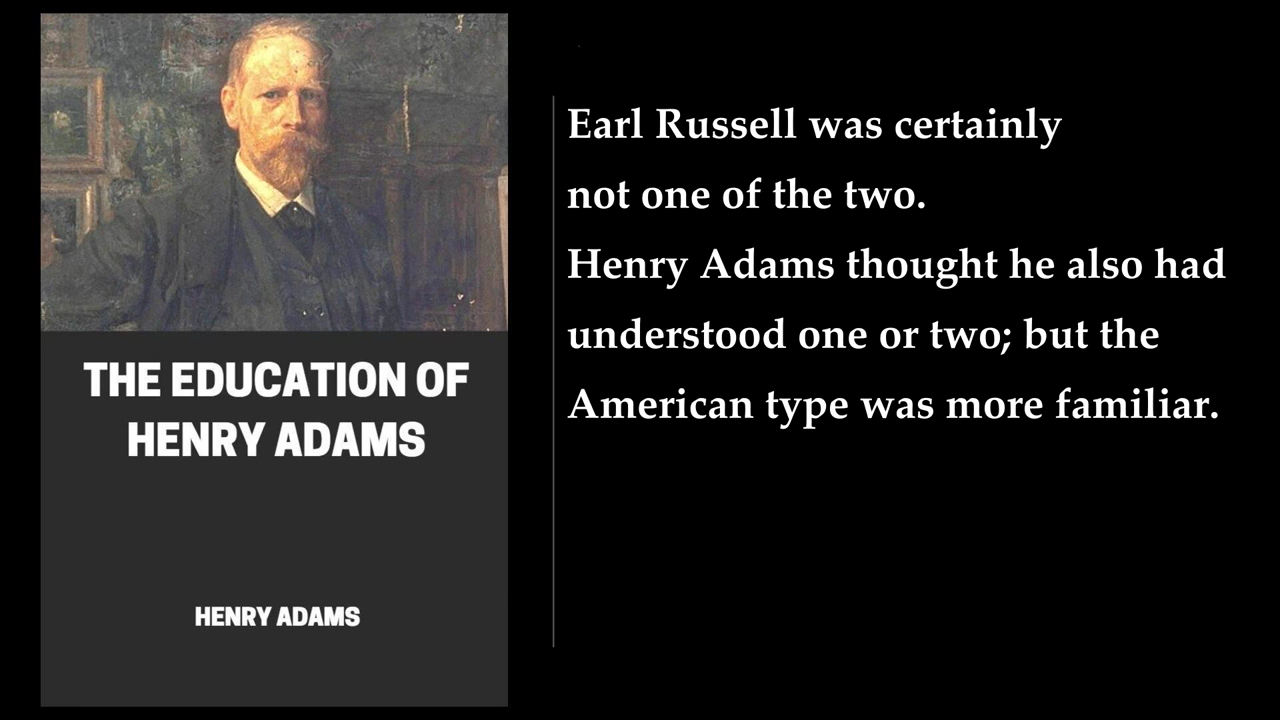 THE EDUCATION OF
HENRY ADAMS
HENRY ADAMS
Earl Russell was certainly
not one of the two.
Henry Adams thought he also had
understood one or two; but the
American type was more familiar.